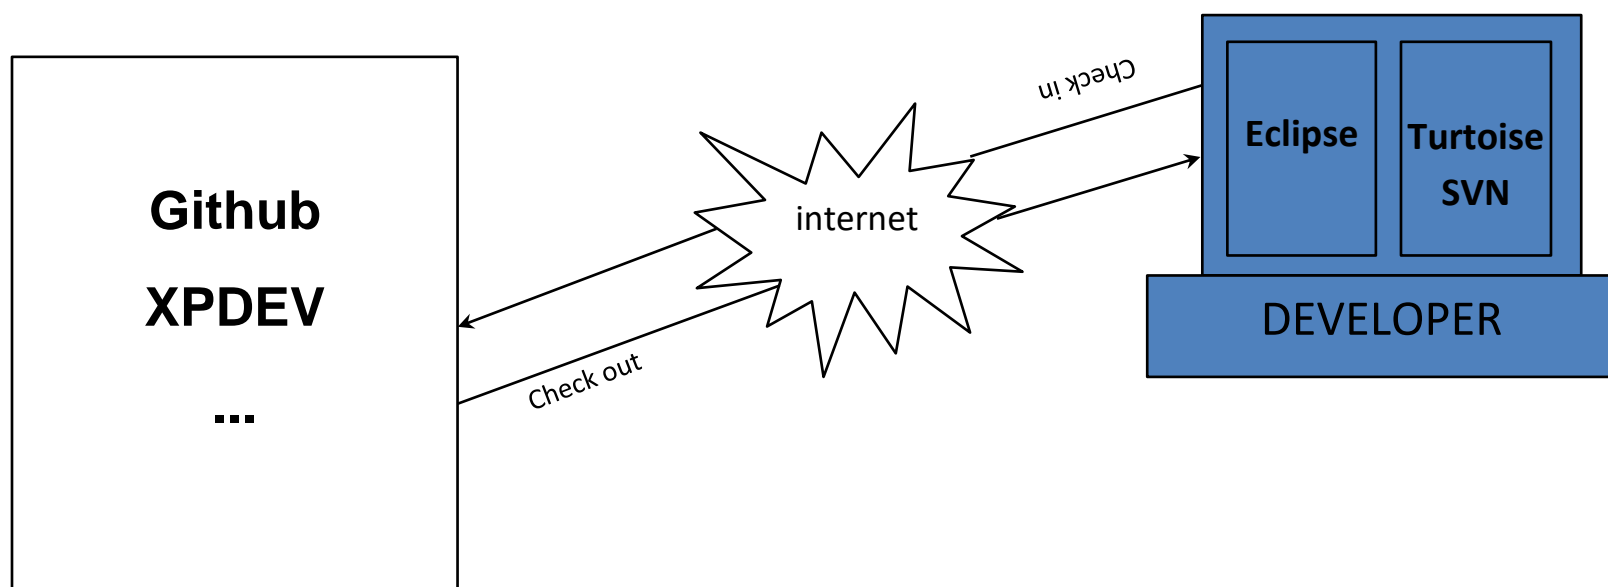 Github
XPDEV
...
Check out
internet
Check in
Eclipse
Turtoise
SVN
DEVELOPER